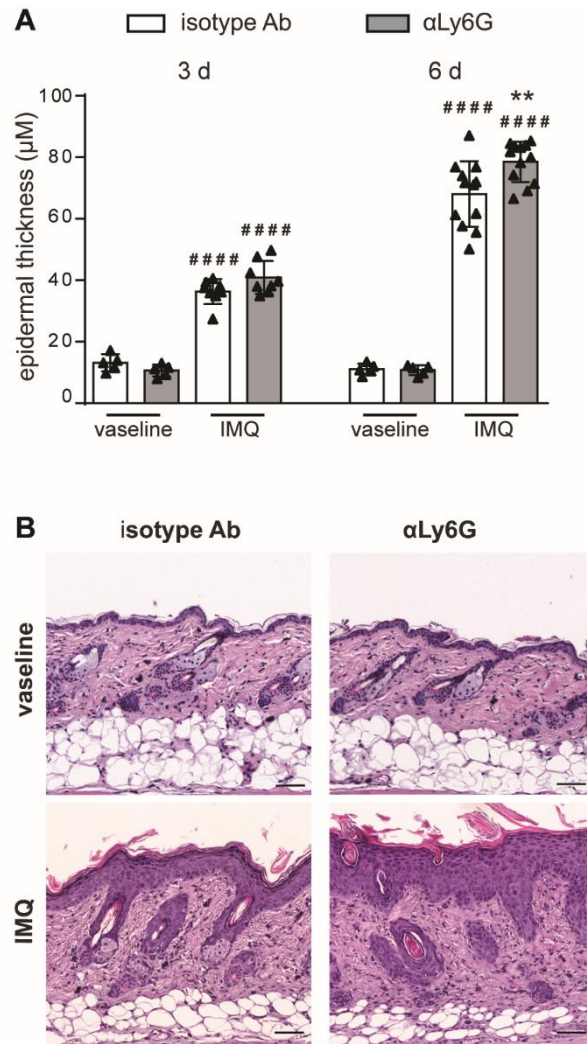 A
isotype Ab αLy6G
3 d 6 d
epidermal thickness (µM)
100
80
60
40
20
0
####
####
####
**
####
vaseline IMQ vaseline IMQ
B
isotype Ab αLy6G
vaseline
IMQ